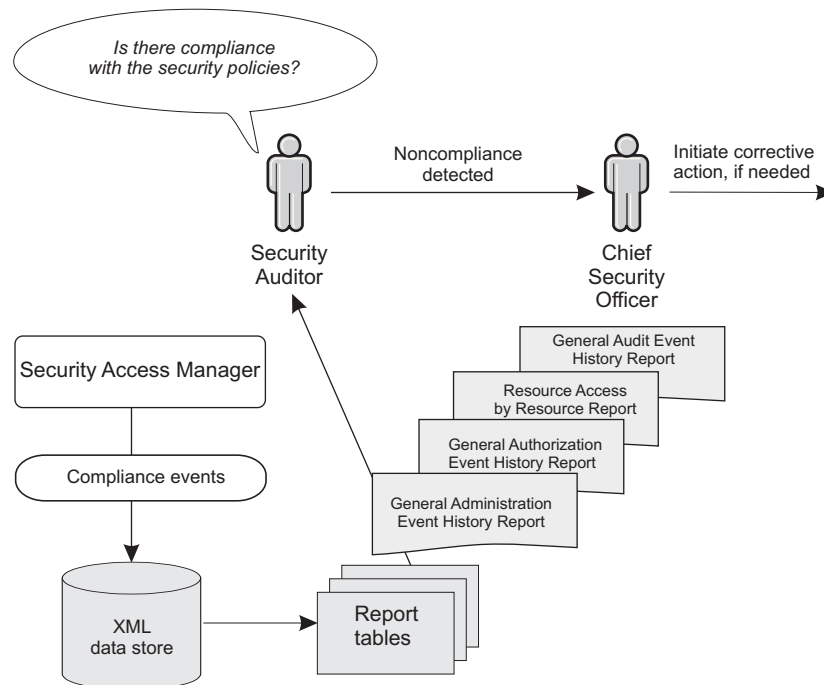 Is there compliance
with the security policies?
Noncompliance
detected
Initiate corrective
action, if needed
Security
Auditor
Chief
Security
Officer
General Audit Event
History Report
Security Access Manager
Resource Access
by Resource Report
General Authorization
Event History Report
Compliance events
General Administration
Event History Report
XML
data store
Report
tables